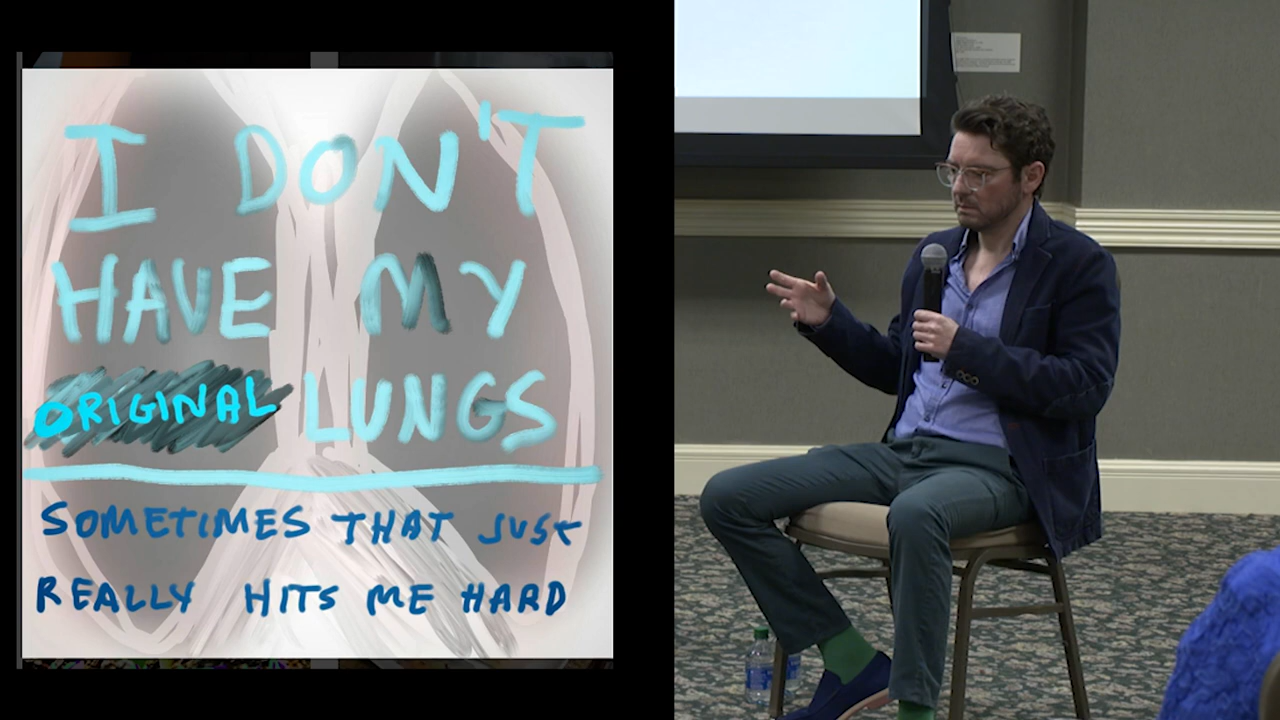 I DON'T
HAVE MY
ORIGINAL LUNGS
SOMETIMES THAT JUST
REALLY HITS ME HARD